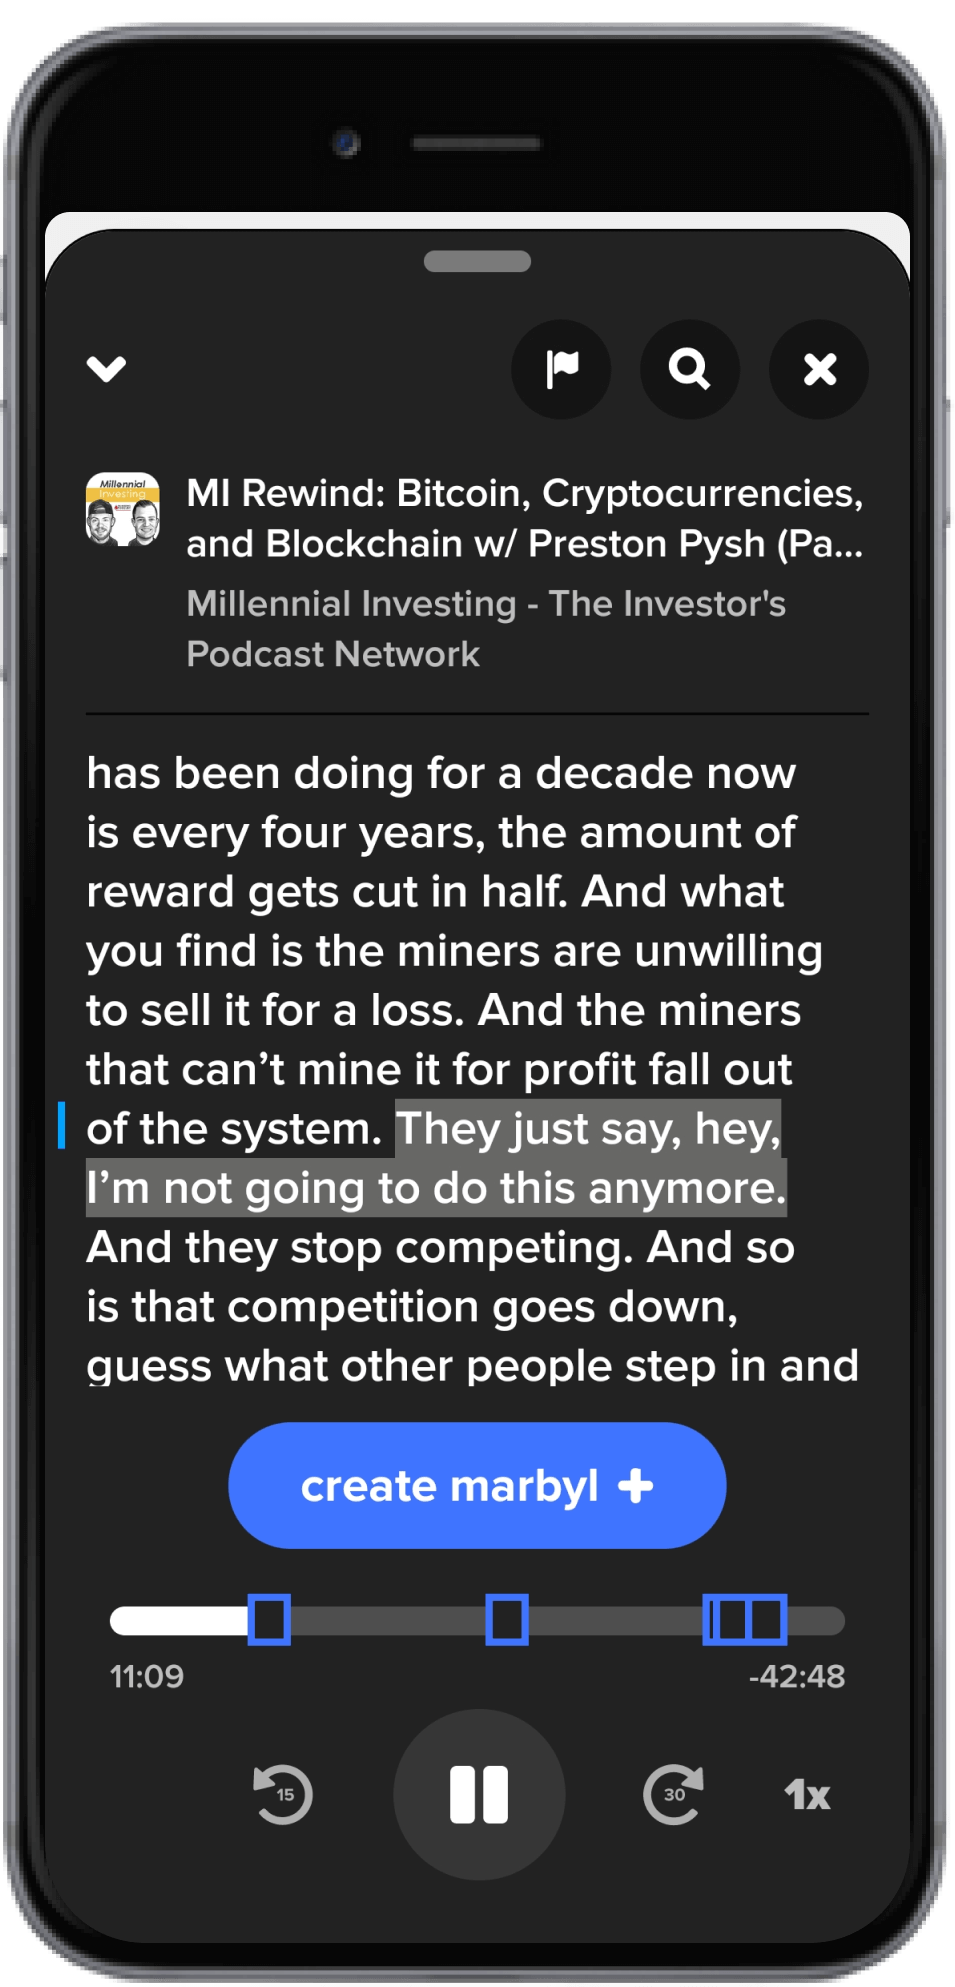 Millennial
Investing
MI Rewind: Bitcoin, Cryptocurrencies,
and Blockchain w/ Preston Pysh (Pa...
Millennial Investing - The Investor's
Podcast Network
has been doing for a decade now
is every four years, the amount of
reward gets cut in half. And what
you find is the miners are unwilling
to sell it for a loss. And the miners
that can’t mine it for profit fall out
of the system. They just say, hey,
I’m not going to do this anymore.
And they stop competing. And so
is that competition goes down,
guess what other people step in and
create marbyl +
11:09
-42:48
15
30
1x